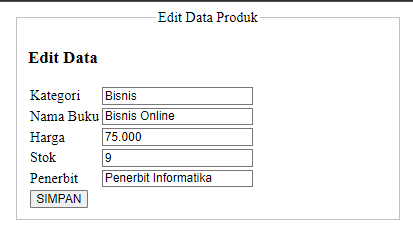 Edit Data Produk
Edit Data
Kategori Bisnis
Nama Buku Bisnis Online
Harga 75.000
Stok 9
Penerbit Penerbit Informatika
SIMPAN